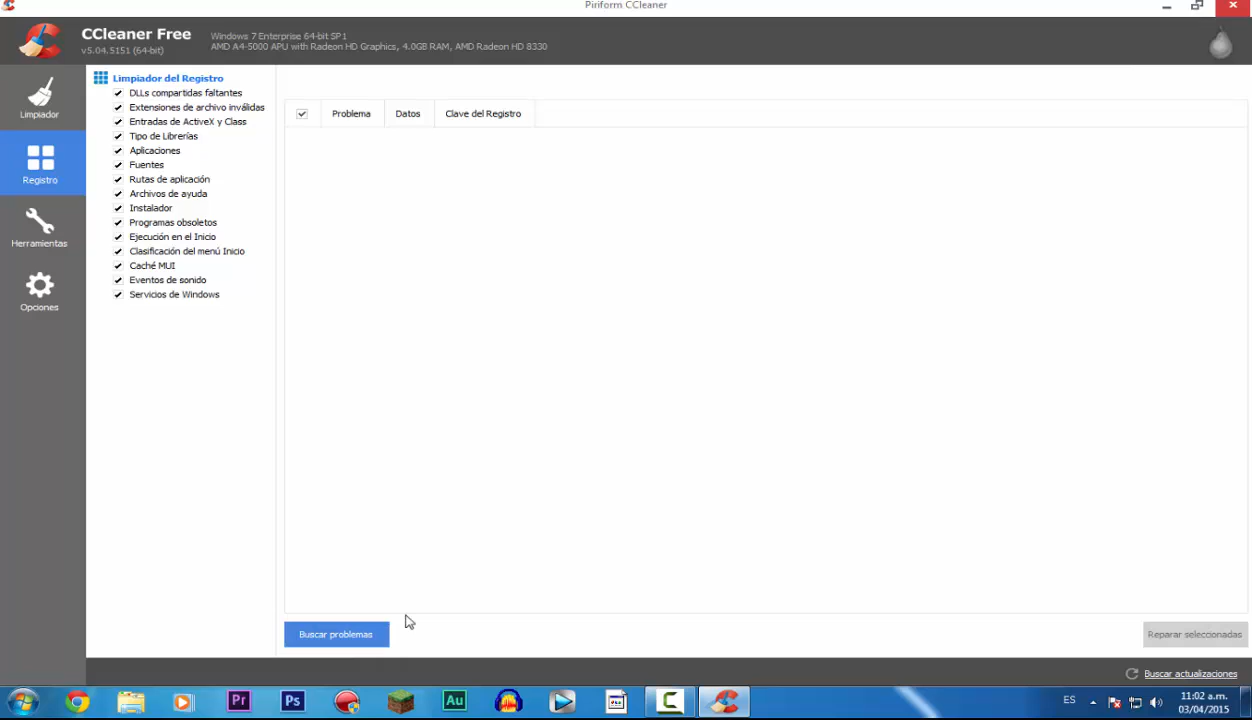 Piriform CCleaner
CCleaner Free
v5.04.5151 (64-bit)
Windows 7 Enterprise 64-bit SP1
AMD A4-5000 APU with Radeon HD Graphics, 4.0GB RAM, AMD Radeon HD 8330
Limpiador
Registro
Herramientas
Opciones
Limpiador del Registro
DLLs compartidas faltantes
Extensiones de archivo inválidas
Entradas de ActiveX y Class
Tipo de Librerías
Aplicaciones
Fuentes
Rutas de aplicación
Archivos de ayuda
Instalador
Programas obsoletos
Ejecución en el Inicio
Clasificación del menú Inicio
Caché MUI
Eventos de sonido
Servicios de Windows
Problema Datos Clave del Registro
Buscar problemas
Reparar seleccionadas
Buscar actualizaciones
Pr Ps Au
ES
11:02 a.m.
03/04/2015